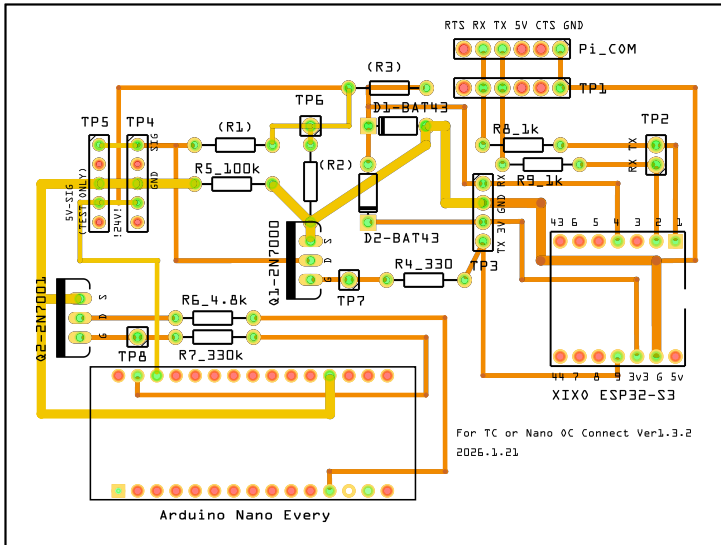 RTS RX TX 5V CTS GND
Pi_COM
(R3)
TP1
TP6
D1-BAT43
TP5 TP4
(R1)
R8_1k
TP2
SIG
TX
R5_100k
(R2)
R9_1k
RX
GND
RX
5V-SIG
(TEST ONLY)
!24V!
GND
3V
TX
D2-BAT43
43 6 5 4 3 2 1
Q1-2N7000
S
D
G
TP3
R4_330
TP7
Q2-2N7001
S
D
G
R6_4.8k
TP8
R7_330k
44 7 8 9 3v3 G 5v
XIXO ESP32-S3
For TC or Nano OC Connect Ver1.3.2
2026.1.21
Arduino Nano Every